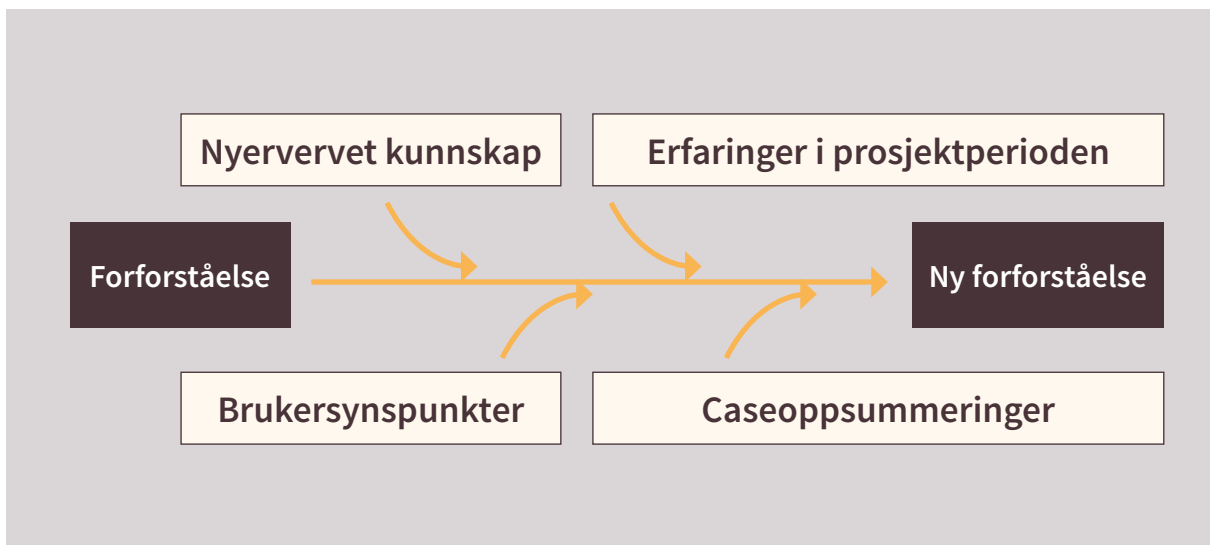 Nyervervet kunnskap
Erfaringer i prosjektperioden
Forforståelse
Ny forforståelse
Brukersynspunkter
Caseoppsummeringer